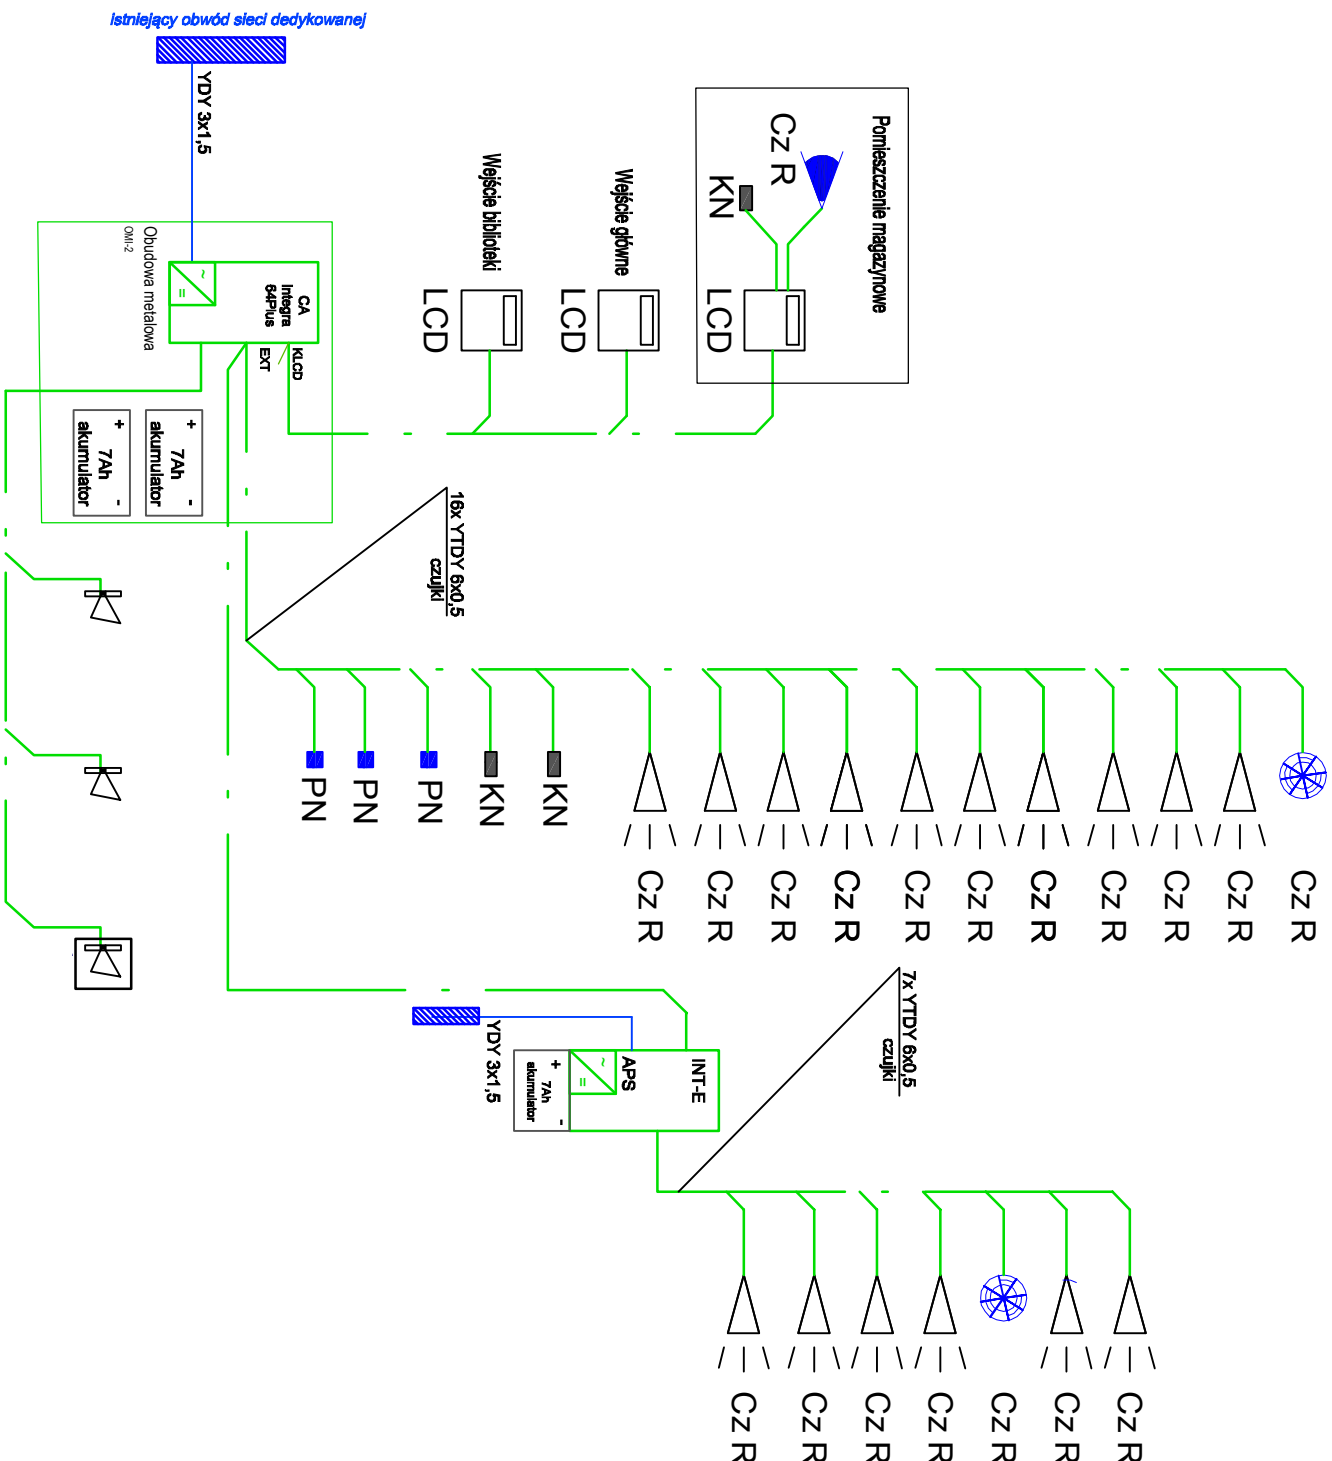 istniejący obwód sieci dedykowanej
YDY 3x1,5
Obudowa metalowa
OMI-2
CA
Integra
64Plus
~
=
KLCD
EXT
+ 7Ah -
akumulator
+ 7Ah -
akumulator
Wejście biblioteki
LCD
Wejście główne
LCD
Pomieszczenie magazynowe
Cz R
KN
LCD
16x YTDY 6x0,5
czujki
PN
PN
PN
KN
KN
Cz R
Cz R
Cz R
Cz R
Cz R
Cz R
Cz R
Cz R
Cz R
Cz R
Cz R
7x YTDY 6x0,5
czujki
YDY 3x1,5
INT-E
APS
~
=
+ 7Ah -
akumulator
Cz R
Cz R
Cz R
Cz R
Cz R
Cz R
Cz R